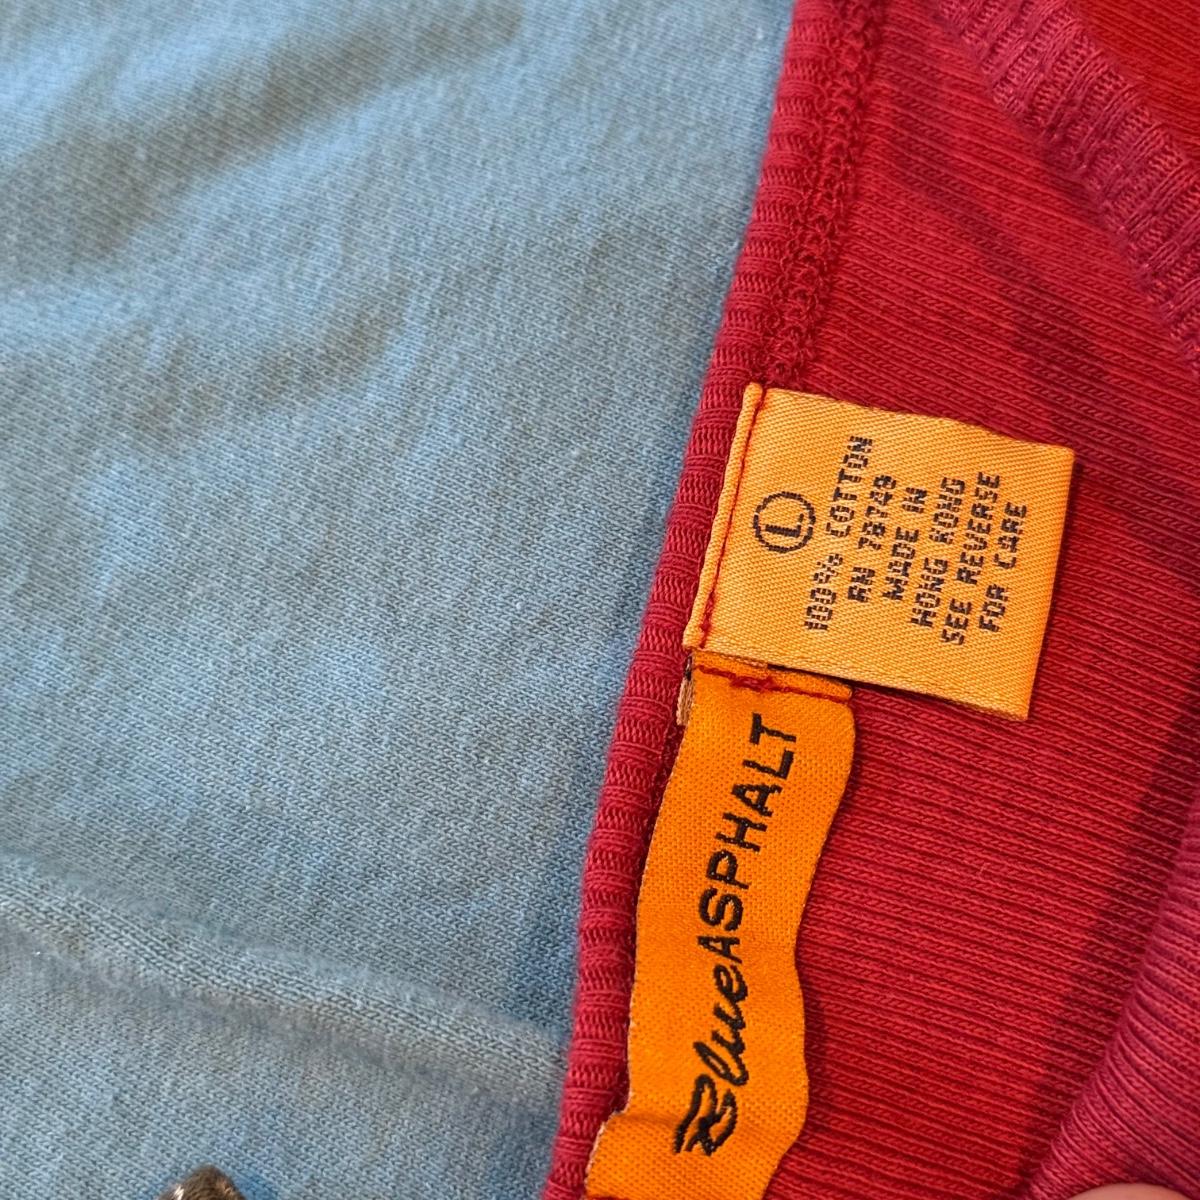 L
100% COTTON
RN 78748
MADE IN
HONG KONG
SEE REVERSE
FOR CARE
BlueASPHALT